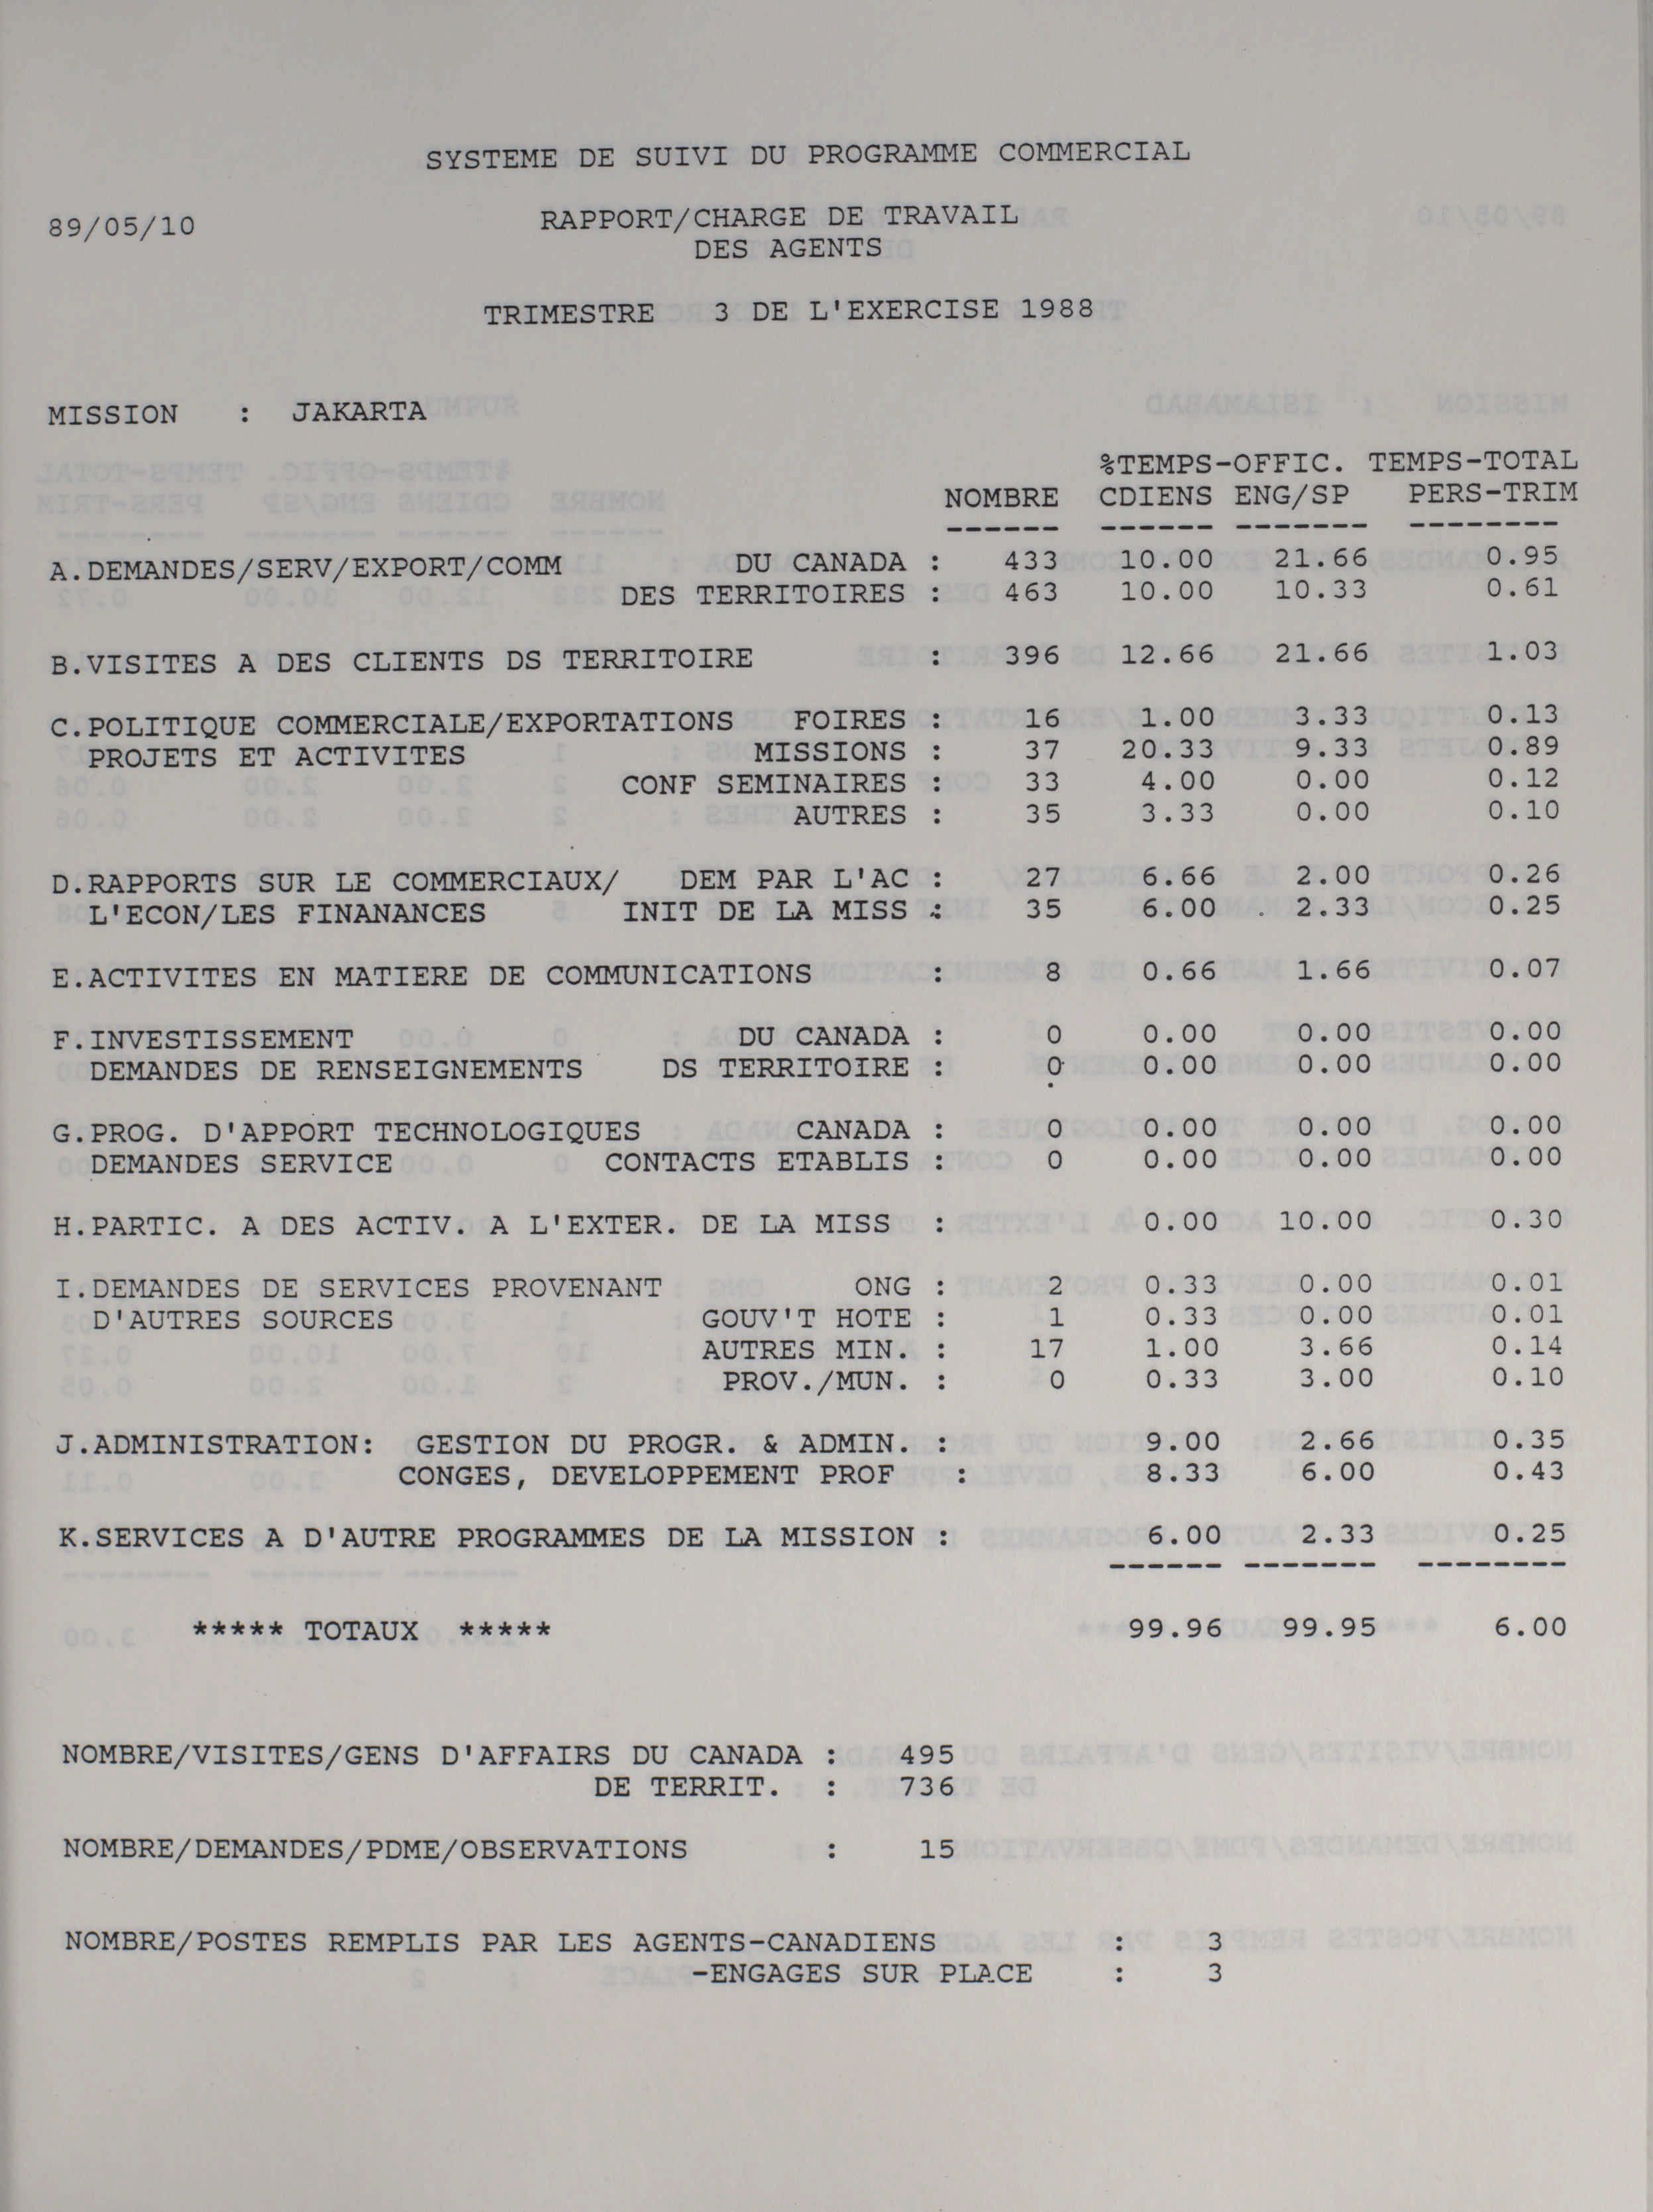 SYSTEME DE SUIVI DU PROGRAMME COMMERCIAL
89/05/10 RAPPORT/CHARGE DE TRAVAIL
DES AGENTS
TRIMESTRE 3 DE L'EXERCISE 1988
MISSION : JAKARTA
%TEMPS-OFFIC. TEMPS-TOTAL
NOMBRE CDIENS ENG/SP PERS-TRIM
------ ------ ------- --------
A.DEMANDES/SERV/EXPORT/COMM DU CANADA : 433 10.00 21.66 0.95
DES TERRITOIRES : 463 10.00 10.33 0.61
B.VISITES A DES CLIENTS DS TERRITOIRE : 396 12.66 21.66 1.03
C.POLITIQUE COMMERCIALE/EXPORTATIONS FOIRES : 16 1.00 3.33 0.13
PROJETS ET ACTIVITES MISSIONS : 37 20.33 9.33 0.89
CONF SEMINAIRES : 33 4.00 0.00 0.12
AUTRES : 35 3.33 0.00 0.10
D.RAPPORTS SUR LE COMMERCIAUX/ DEM PAR L'AC : 27 6.66 2.00 0.26
L'ECON/LES FINANANCES INIT DE LA MISS : 35 6.00 2.33 0.25
E.ACTIVITES EN MATIERE DE COMMUNICATIONS : 8 0.66 1.66 0.07
F.INVESTISSEMENT DU CANADA : 0 0.00 0.00 0.00
DEMANDES DE RENSEIGNEMENTS DS TERRITOIRE : 0 0.00 0.00 0.00
G.PROG. D'APPORT TECHNOLOGIQUES CANADA : 0 0.00 0.00 0.00
DEMANDES SERVICE CONTACTS ETABLIS : 0 0.00 0.00 0.00
H.PARTIC. A DES ACTIV. A L'EXTER. DE LA MISS : 0.00 10.00 0.30
I.DEMANDES DE SERVICES PROVENANT ONG : 2 0.33 0.00 0.01
D'AUTRES SOURCES GOUV'T HOTE : 1 0.33 0.00 0.01
AUTRES MIN. : 17 1.00 3.66 0.14
PROV./MUN. : 0 0.33 3.00 0.10
J.ADMINISTRATION: GESTION DU PROGR. & ADMIN. : 9.00 2.66 0.35
CONGES, DEVELOPPEMENT PROF : 8.33 6.00 0.43
K.SERVICES A D'AUTRE PROGRAMMES DE LA MISSION : 6.00 2.33 0.25
------ ------- --------
***** TOTAUX ***** 99.96 99.95 6.00
NOMBRE/VISITES/GENS D'AFFAIRS DU CANADA : 495
DE TERRIT. : 736
NOMBRE/DEMANDES/PDME/OBSERVATIONS : 15
NOMBRE/POSTES REMPLIS PAR LES AGENTS-CANADIENS : 3
-ENGAGES SUR PLACE : 3